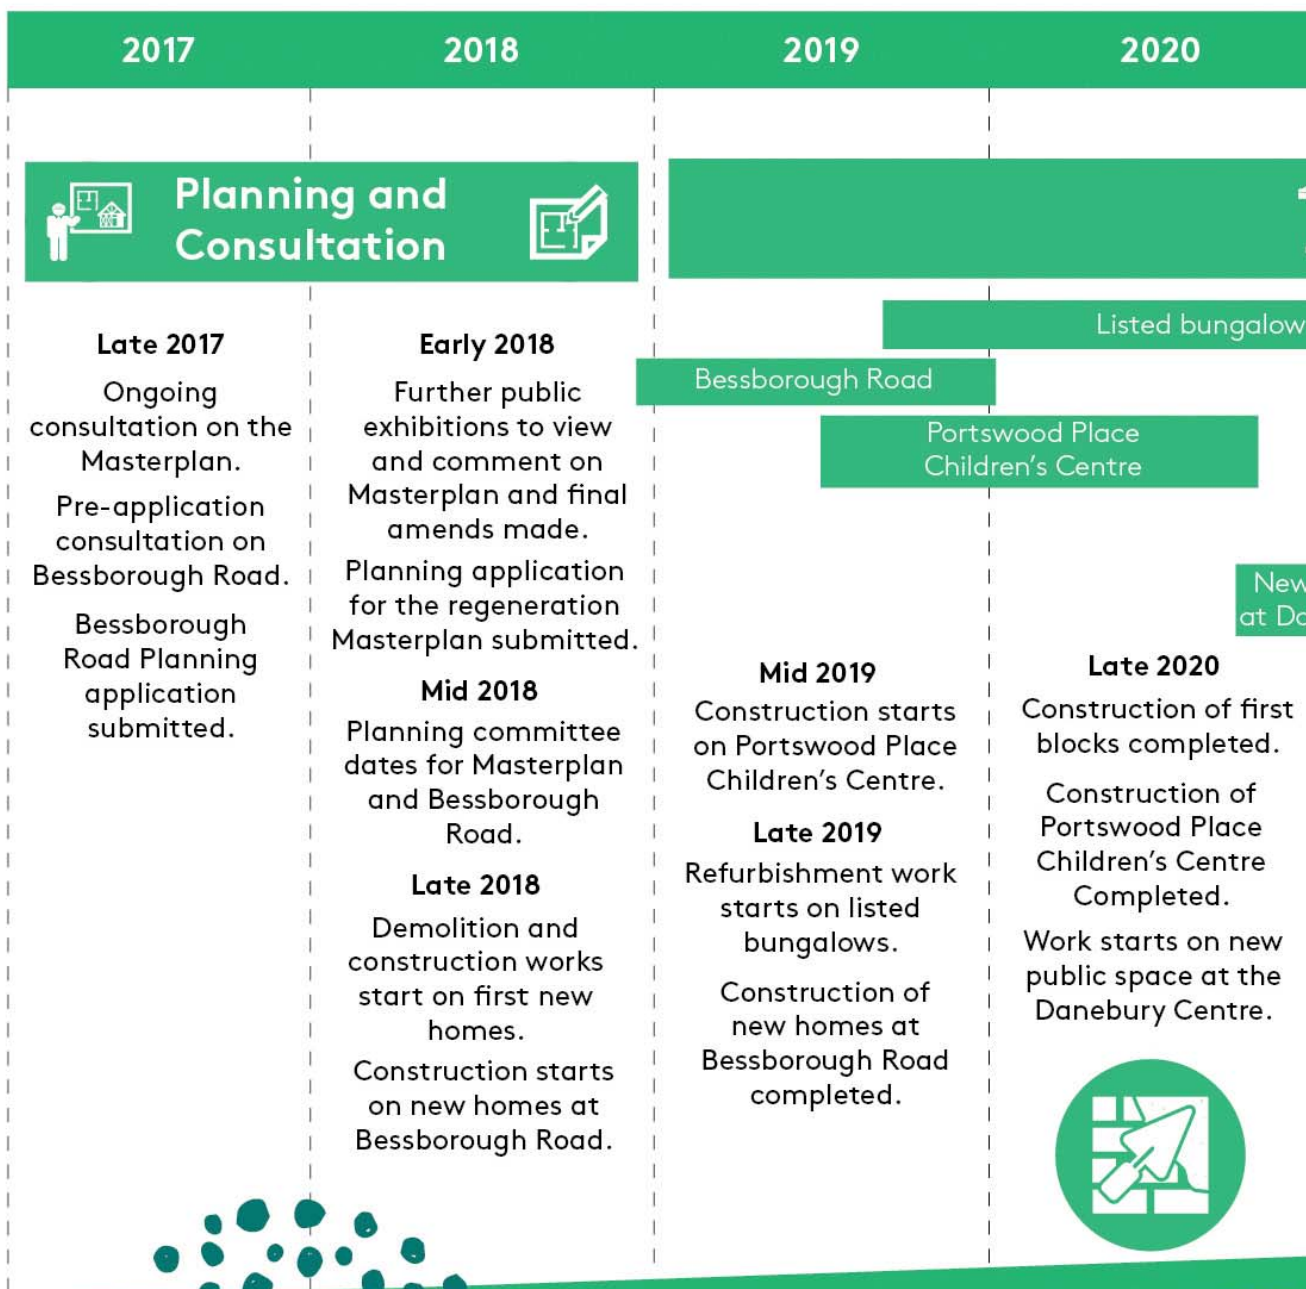 2017
2018
2019
2020
Planning and
Consultation
Listed bungalow
Bessborough Road
Portswood Place
Children's Centre
New
at Da
Late 2017
Ongoing
consultation on the
Masterplan.
Pre-application
consultation on
Bessborough Road.
Bessborough
Road Planning
application
submitted.
Early 2018
Further public
exhibitions to view
and comment on
Masterplan and final
amends made.
Planning application
for the regeneration
Masterplan submitted.
Mid 2018
Planning committee
dates for Masterplan
and Bessborough
Road.
Late 2018
Demolition and
construction works
start on first new
homes.
Construction starts
on new homes at
Bessborough Road.
Mid 2019
Construction starts
on Portswood Place
Children's Centre.
Late 2019
Refurbishment work
starts on listed
bungalows.
Construction of
new homes at
Bessborough Road
completed.
Late 2020
Construction of first
blocks completed.
Construction of
Portswood Place
Children's Centre
Completed.
Work starts on new
public space at the
Danebury Centre.